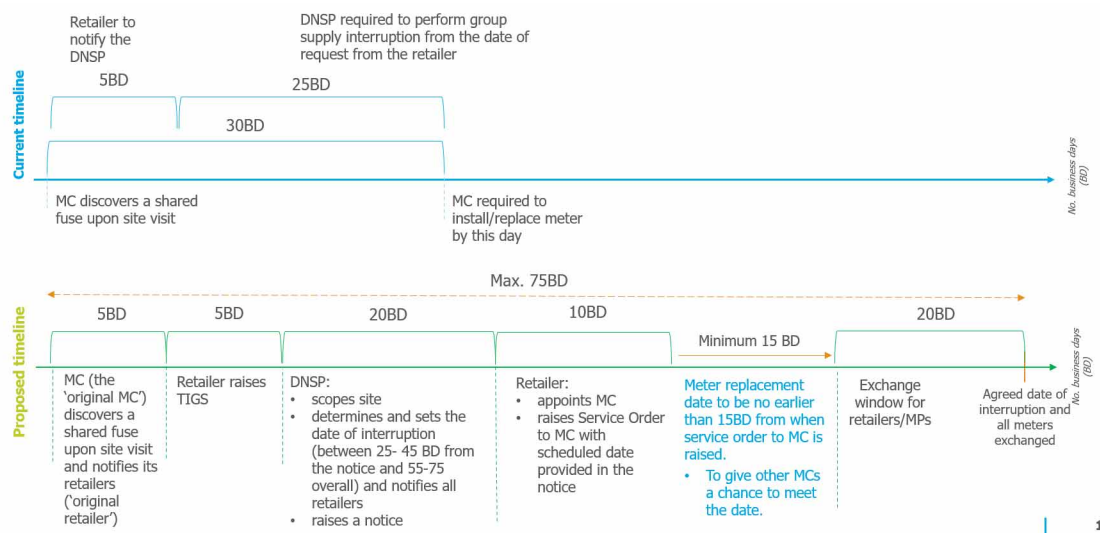 Current timeline
Retailer to
notify the
DNSP
DNSP required to perform group
supply interruption from the date of
request from the retailer
5BD
25BD
30BD
No. business days
(BD)
MC discovers a shared
fuse upon site visit
MC required to
install/replace meter
by this day
Proposed timeline
Max. 75BD
5BD
5BD
20BD
10BD
Minimum 15 BD
20BD
No. business days
(BD)
MC (the
‘original MC’)
discovers a
shared fuse
upon site visit
and notifies its
retailers
(‘original
retailer’)
Retailer raises
TIGS
DNSP:
• scopes site
• determines and sets the
date of interruption
(between 25- 45 BD from
the notice and 55-75
overall) and notifies all
retailers
• raises a notice
Retailer:
• appoints MC
• raises Service Order
to MC with
scheduled date
provided in the
notice
Meter replacement
date to be no earlier
than 15BD from when
service order to MC is
raised.
• To give other MCs
a chance to meet
the date.
Exchange
window for
retailers/MPs
Agreed date of
interruption and
all meters
exchanged
1